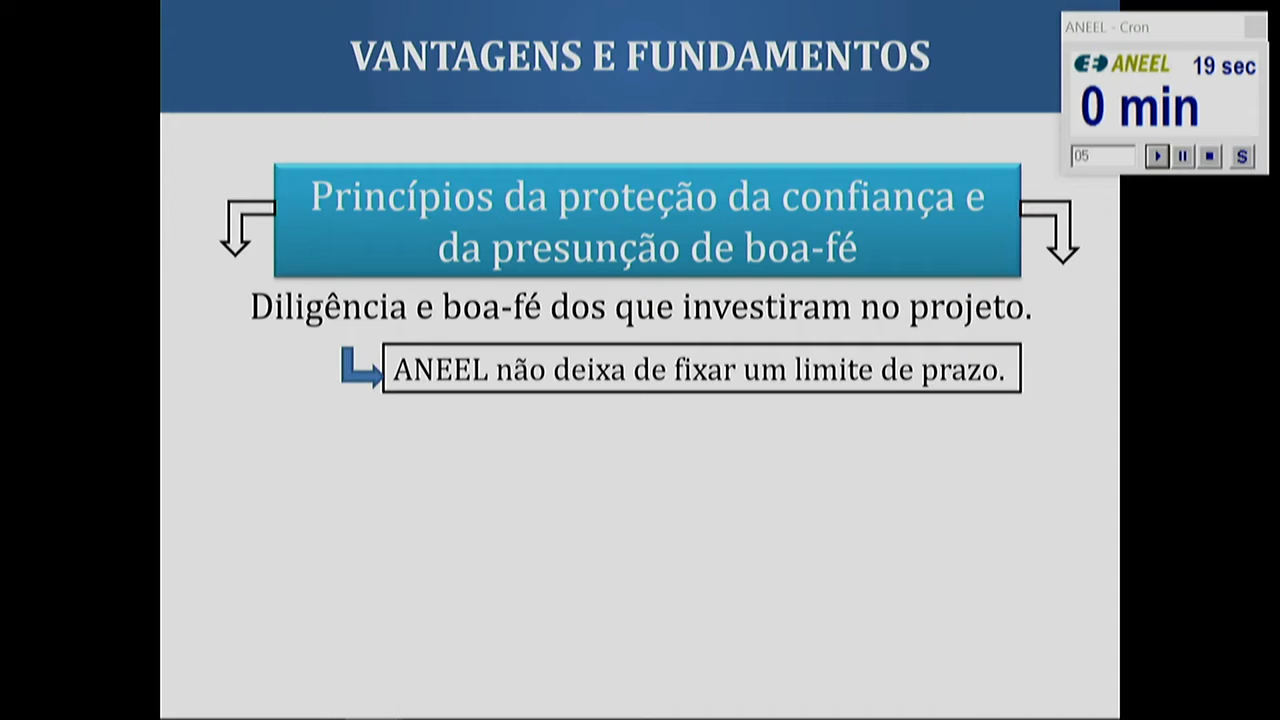 VANTAGENS E FUNDAMENTOS
ANEEL - Cron
ANEEL 19 sec
0 min
05
S
Princípios da proteção da confiança e
da presunção de boa-fé
Diligência e boa-fé dos que investiram no projeto.
ANEEL não deixa de fixar um limite de prazo.